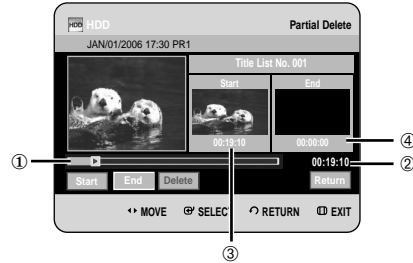 HDD HDD Partial Delete
JAN/01/2006 17:30 PR1
Title List No. 001
Start End
00:19:10 00:00:00 ④
① 00:19:10 ②
Start End Delete Return
MOVE SELECT RETURN EXIT
③